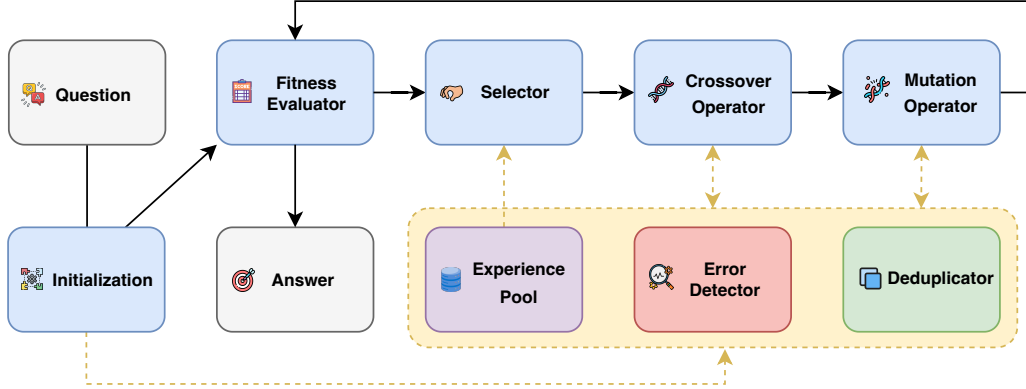 Question
Fitness
Evaluator
Selector
Crossover
Operator
Mutation
Operator
Initialization
Answer
Experience
Pool
Error
Detector
Deduplicator